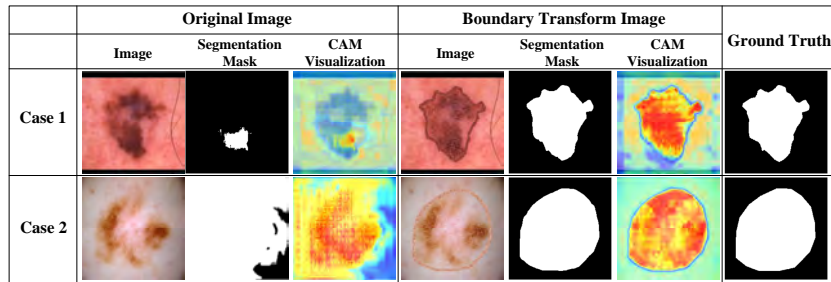 Original Image Boundary Transform Image Ground Truth
Image Segmentation Mask CAM Visualization Image Segmentation Mask CAM Visualization
Case 1
Case 2